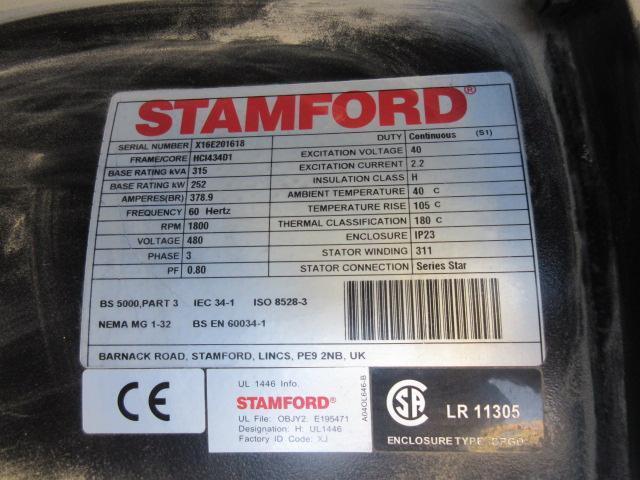 STAMFORD®
SERIAL NUMBER X16E201618
FRAME/CORE HCI434D1
BASE RATING kVA 315
BASE RATING kW 252
AMPERES(BR) 378.9
FREQUENCY 60 Hertz
RPM 1800
VOLTAGE 480
PHASE 3
PF 0.80
DUTY Continuous (S1)
EXCITATION VOLTAGE 40
EXCITATION CURRENT 2.2
INSULATION CLASS H
AMBIENT TEMPERATURE 40 C
TEMPERATURE RISE 105 C
THERMAL CLASSIFICATION 180 C
ENCLOSURE IP23
STATOR WINDING 311
STATOR CONNECTION Series Star
BS 5000,PART 3 IEC 34-1 ISO 8528-3
NEMA MG 1-32 BS EN 60034-1
BARNACK ROAD, STAMFORD, LINCS, PE9 2NB, UK
CE
UL 1446 Info.
STAMFORD®
UL File: OBJY2. E195471
Designation: H: UL1446
Factory ID Code: XJ
A04OC646-B
CSA
LR 11305
ENCLOSURE TYPE: